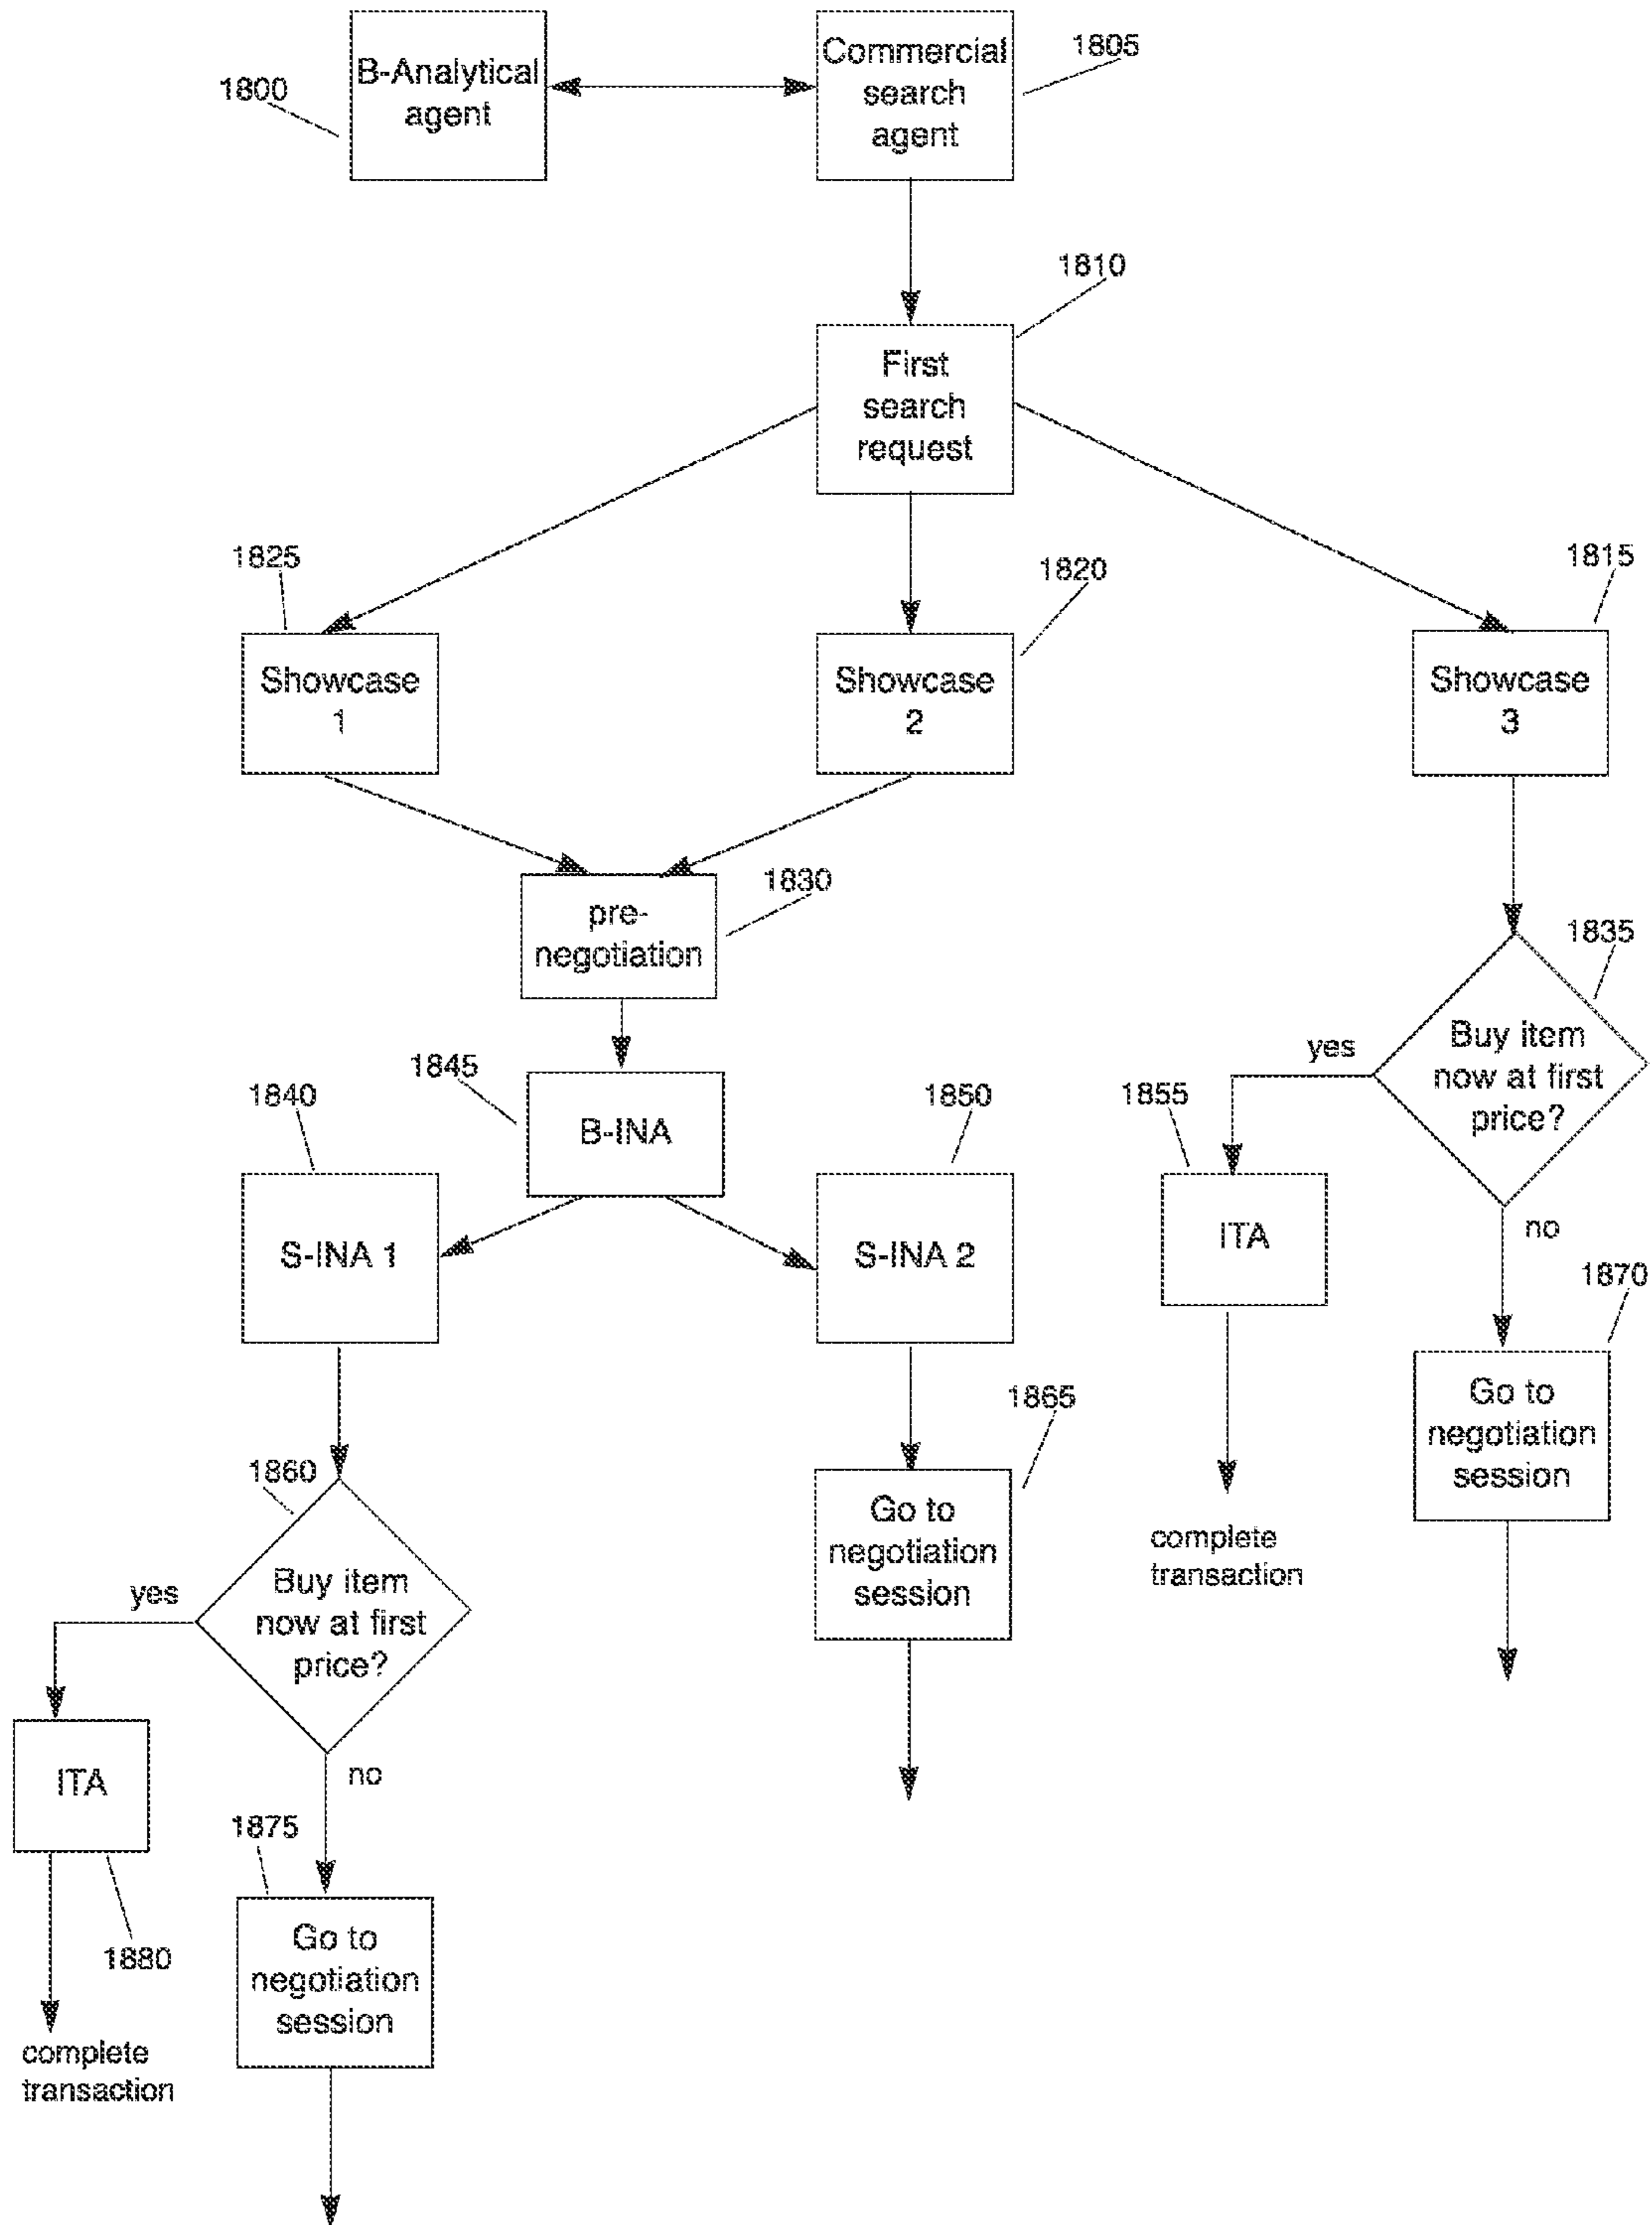 1800
B-Analytical
agent
Commercial
search
agent
1805
1810
First
search
request
1825
Showcase
1
1820
Showcase
2
1815
Showcase
3
pre-
negotiation
1830
1835
Buy item
now at first
price?
yes
no
1845
B-INA
1840
S-INA 1
1850
S-INA 2
1855
ITA
complete
transaction
1870
Go to
negotiation
session
1865
Go to
negotiation
session
1860
Buy item
now at first
price?
yes
no
ITA
1880
complete
transaction
1875
Go to
negotiation
session